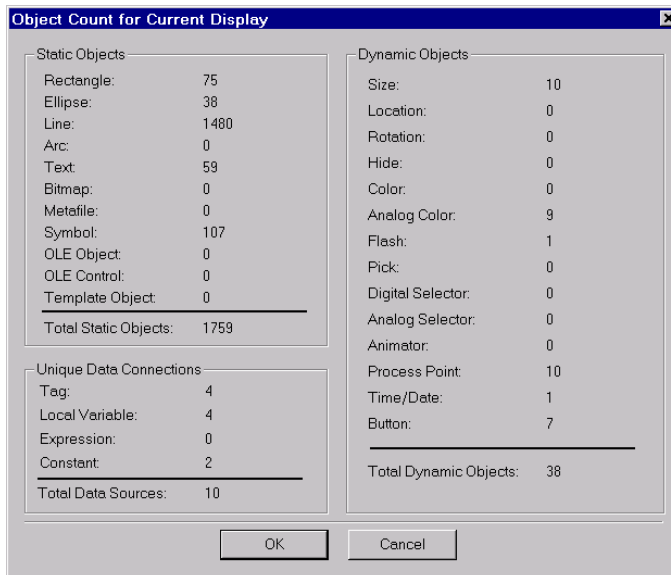 Object Count for Current Display
Static Objects
Rectangle: 75
Ellipse: 38
Line: 1480
Arc: 0
Text: 59
Bitmap: 0
Metafile: 0
Symbol: 107
OLE Object: 0
OLE Control: 0
Template Object: 0
Total Static Objects: 1759
Unique Data Connections
Tag: 4
Local Variable: 4
Expression: 0
Constant: 2
Total Data Sources: 10
Dynamic Objects
Size: 10
Location: 0
Rotation: 0
Hide: 0
Color: 0
Analog Color: 9
Flash: 1
Pick: 0
Digital Selector: 0
Analog Selector: 0
Animator: 0
Process Point: 10
Time/Date: 1
Button: 7
Total Dynamic Objects: 38
OK
Cancel